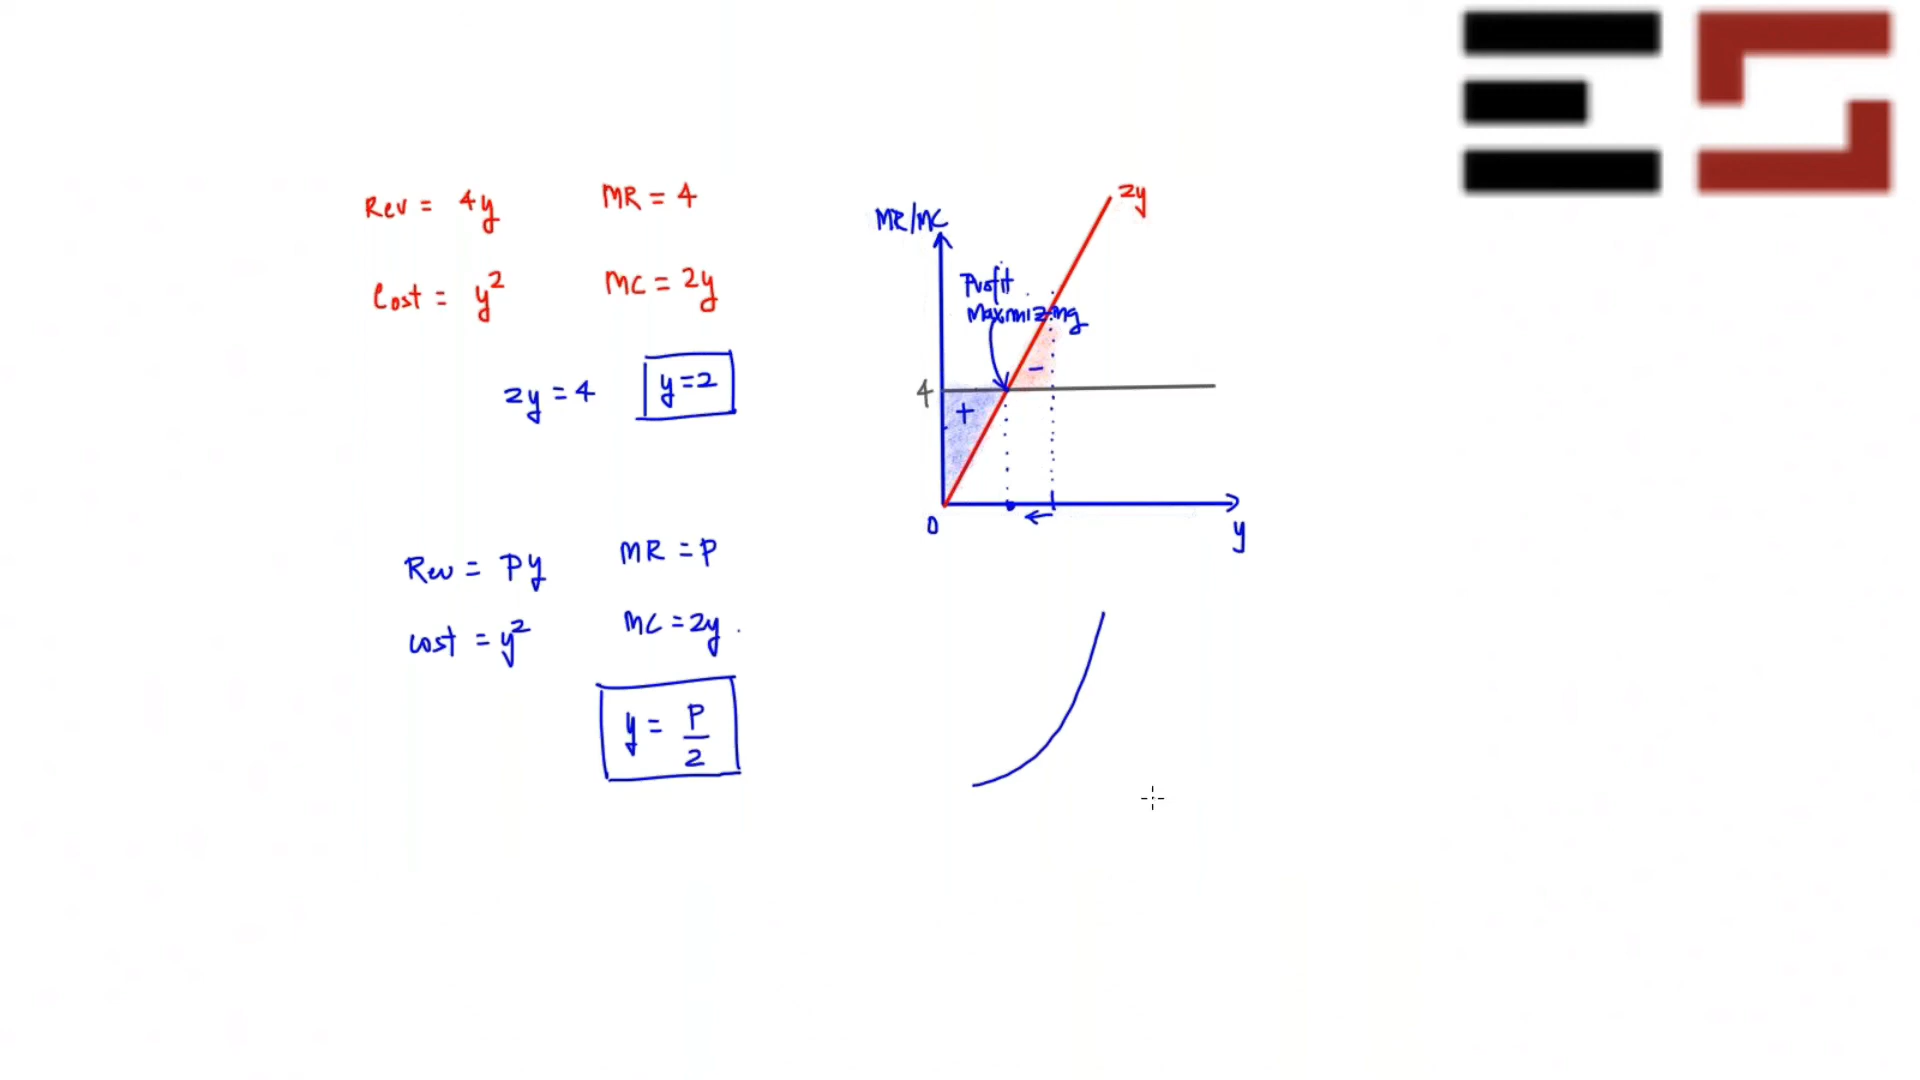 ES
Rev = 4y
MR = 4
Cost = y²
MC = 2y
2y = 4
y = 2
MR/MC
2y
Profit
Maximizing
4
+
-
0
y
Rev = Py
MR = P
cost = y²
MC = 2y.
y = P/2